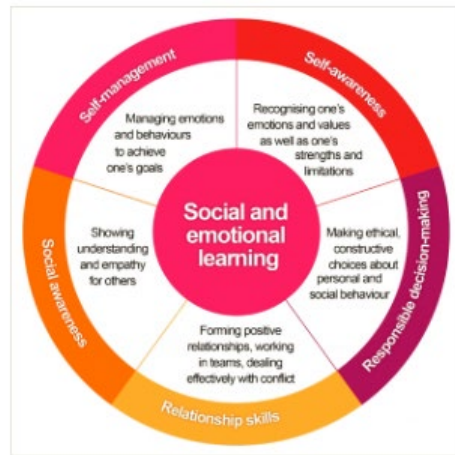 Social and
emotional
learning
Self-management
Managing emotions
and behaviours
to achieve
one's goals
Self-awareness
Recognising one's
emotions and values
as well as one's
strengths and
limitations
Responsible decision-making
Making ethical,
constructive
choices about
personal and
social behaviour
Relationship skills
Forming positive
relationships, working
in teams, dealing
effectively with conflict
Social awareness
Showing
understanding
and empathy
for others